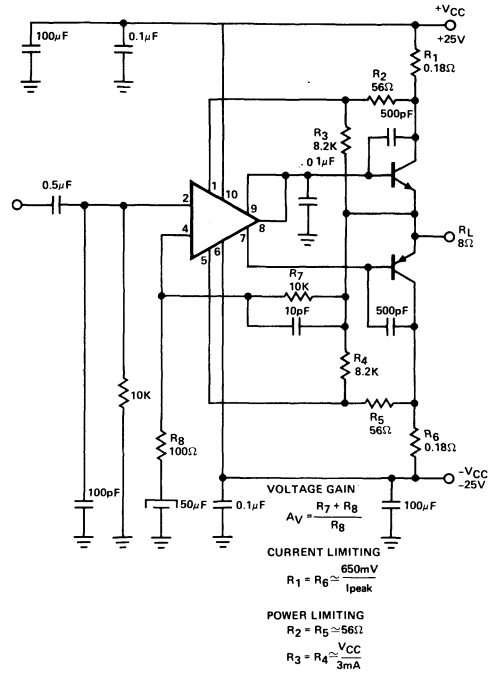 +VCC
+25V
100μF
0.1μF
R1
0.18Ω
R2
56Ω
500pF
R3
8.2K
.01μF
1
10
9
8
7
2
4
5
6
0.5μF
RL
8Ω
R7
10K
10pF
500pF
R4
8.2K
R5
56Ω
R6
0.18Ω
10K
R8
100Ω
100pF
50μF
0.1μF
100μF
-VCC
-25V
VOLTAGE GAIN
AV = R7 + R8 / R8
CURRENT LIMITING
R1 = R6 ≃ 650mV / Ipeak
POWER LIMITING
R2 = R5 ≃ 56Ω
R3 = R4 ≃ VCC / 3mA